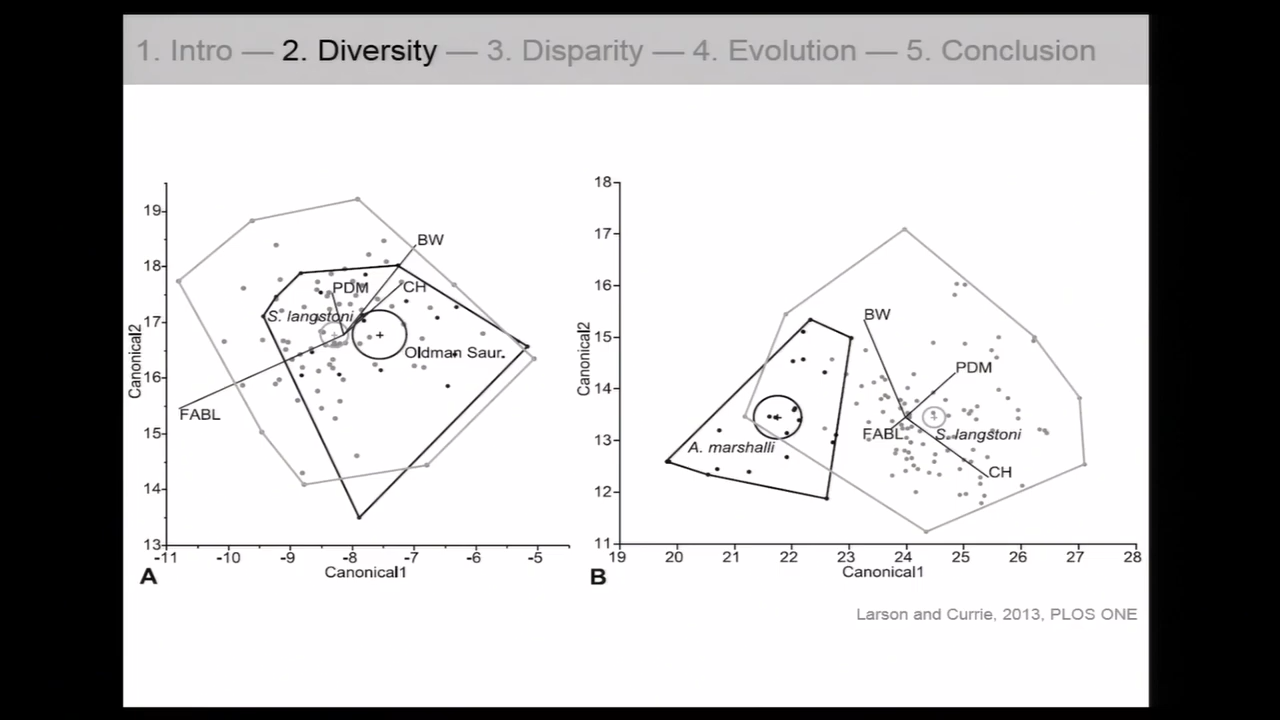 1. Intro — 2. Diversity — 3. Disparity — 4. Evolution — 5. Conclusion
19
18
17
16
15
14
13
-11 -10 -9 -8 -7 -6 -5
Canonical2
Canonical1
BW
PDM
CH
S. langstoni
Oldman Saur.
FABL
A
18
17
16
15
14
13
12
11
19 20 21 22 23 24 25 26 27 28
Canonical2
Canonical1
BW
PDM
FABL
S. langstoni
A. marshalli
CH
B
Larson and Currie, 2013, PLOS ONE